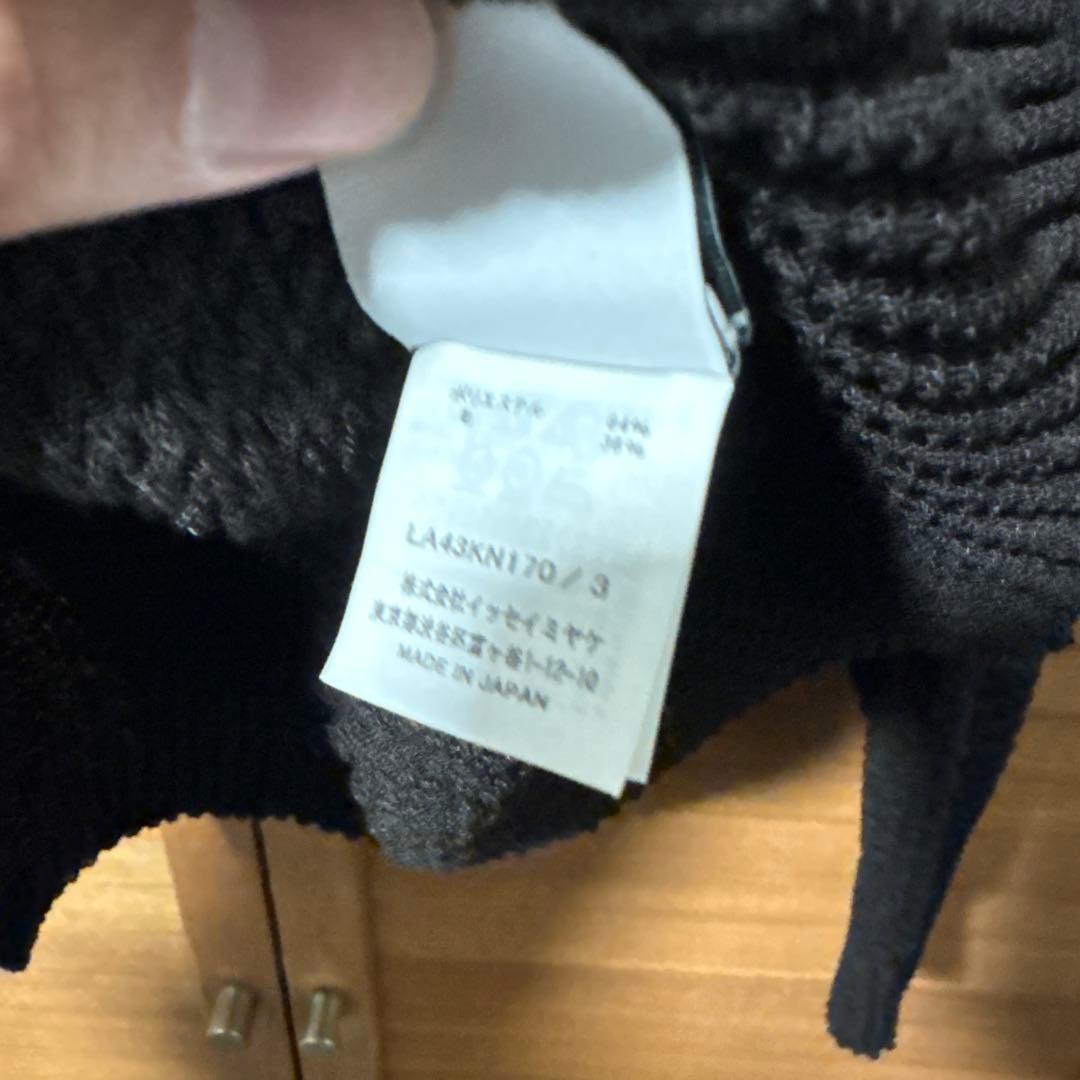 ポリエステル 64%
毛 36%
LA43KN170 / 3
株式会社イッセイミヤケ
東京都渋谷区富ヶ谷1-12-10
MADE IN JAPAN